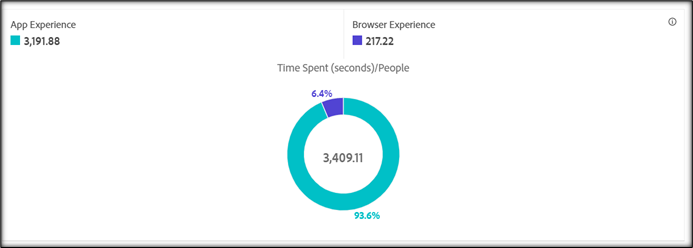 App Experience
3,191.88
Browser Experience
217.22
Time Spent (seconds)/People
6.4%
3,409.11
93.6%